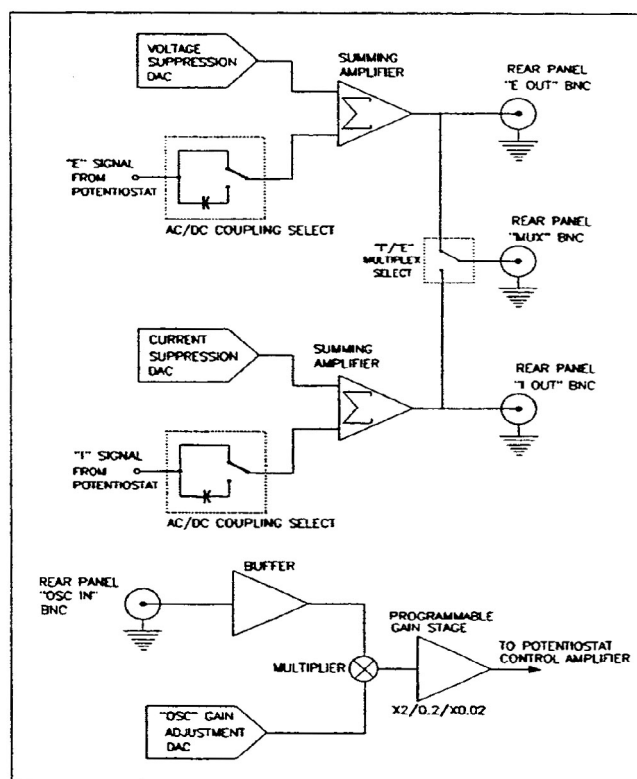 VOLTAGE
SUPPRESSION
DAC
SUMMING
AMPLIFIER
REAR PANEL
"E OUT" BNC
"E" SIGNAL
FROM
POTENTIOSTAT
AC/DC COUPLING SELECT
"I"/"E"
MULTIPLEX
SELECT
REAR PANEL
"MUX" BNC
CURRENT
SUPPRESSION
DAC
SUMMING
AMPLIFIER
REAR PANEL
"I OUT" BNC
"I" SIGNAL
FROM
POTENTIOSTAT
AC/DC COUPLING SELECT
REAR PANEL
"OSC IN"
BNC
BUFFER
MULTIPLIER
PROGRAMMABLE
GAIN STAGE
X2/0.2/X0.02
TO POTENTIOSTAT
CONTROL AMPLIFIER
"OSC" GAIN
ADJUSTMENT
DAC